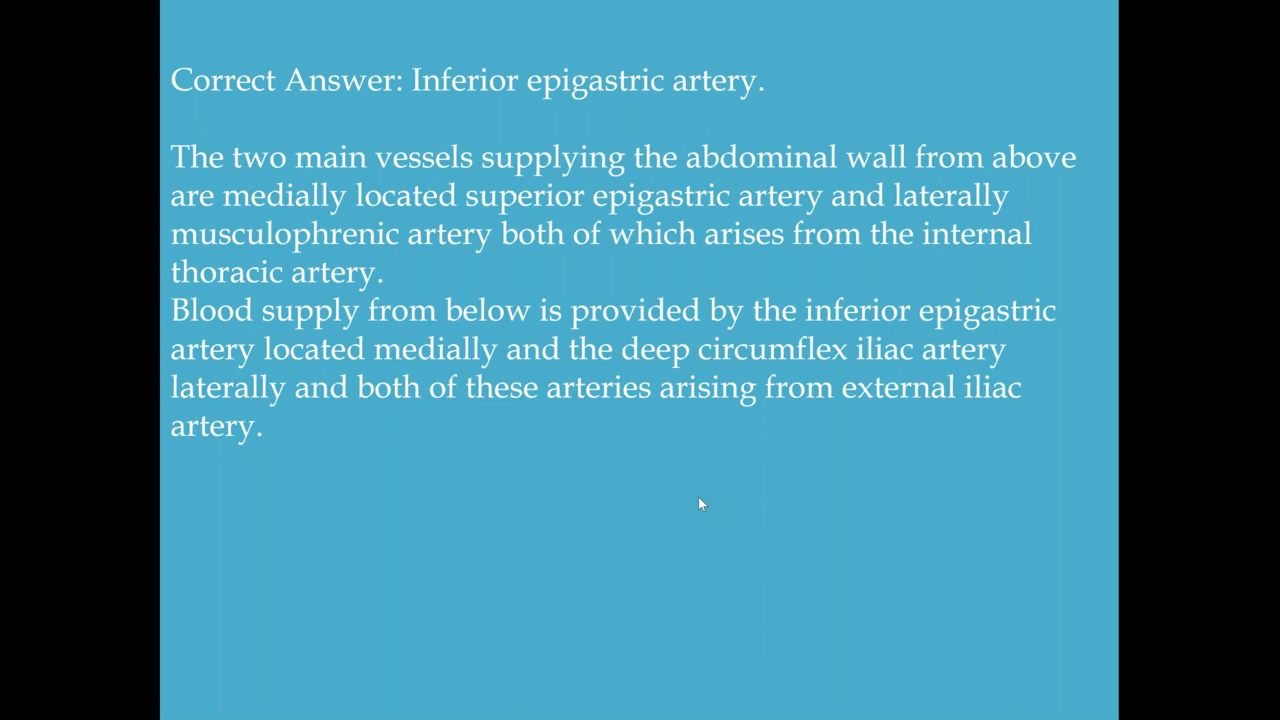 Correct Answer: Inferior epigastric artery.
The two main vessels supplying the abdominal wall from above
are medially located superior epigastric artery and laterally
musculophrenic artery both of which arises from the internal
thoracic artery.
Blood supply from below is provided by the inferior epigastric
artery located medially and the deep circumflex iliac artery
laterally and both of these arteries arising from external iliac
artery.